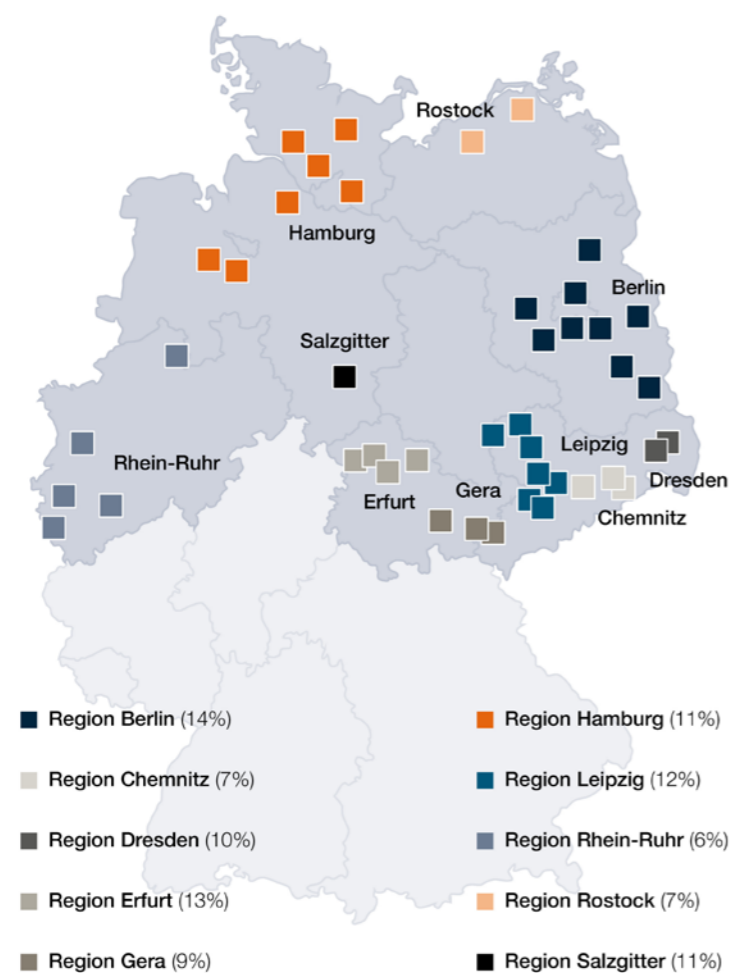 Rostock
Hamburg
Berlin
Salzgitter
Leipzig
Rhein-Ruhr
Dresden
Gera
Erfurt
Chemnitz
Region Berlin (14%)
Region Chemnitz (7%)
Region Dresden (10%)
Region Erfurt (13%)
Region Gera (9%)
Region Hamburg (11%)
Region Leipzig (12%)
Region Rhein-Ruhr (6%)
Region Rostock (7%)
Region Salzgitter (11%)